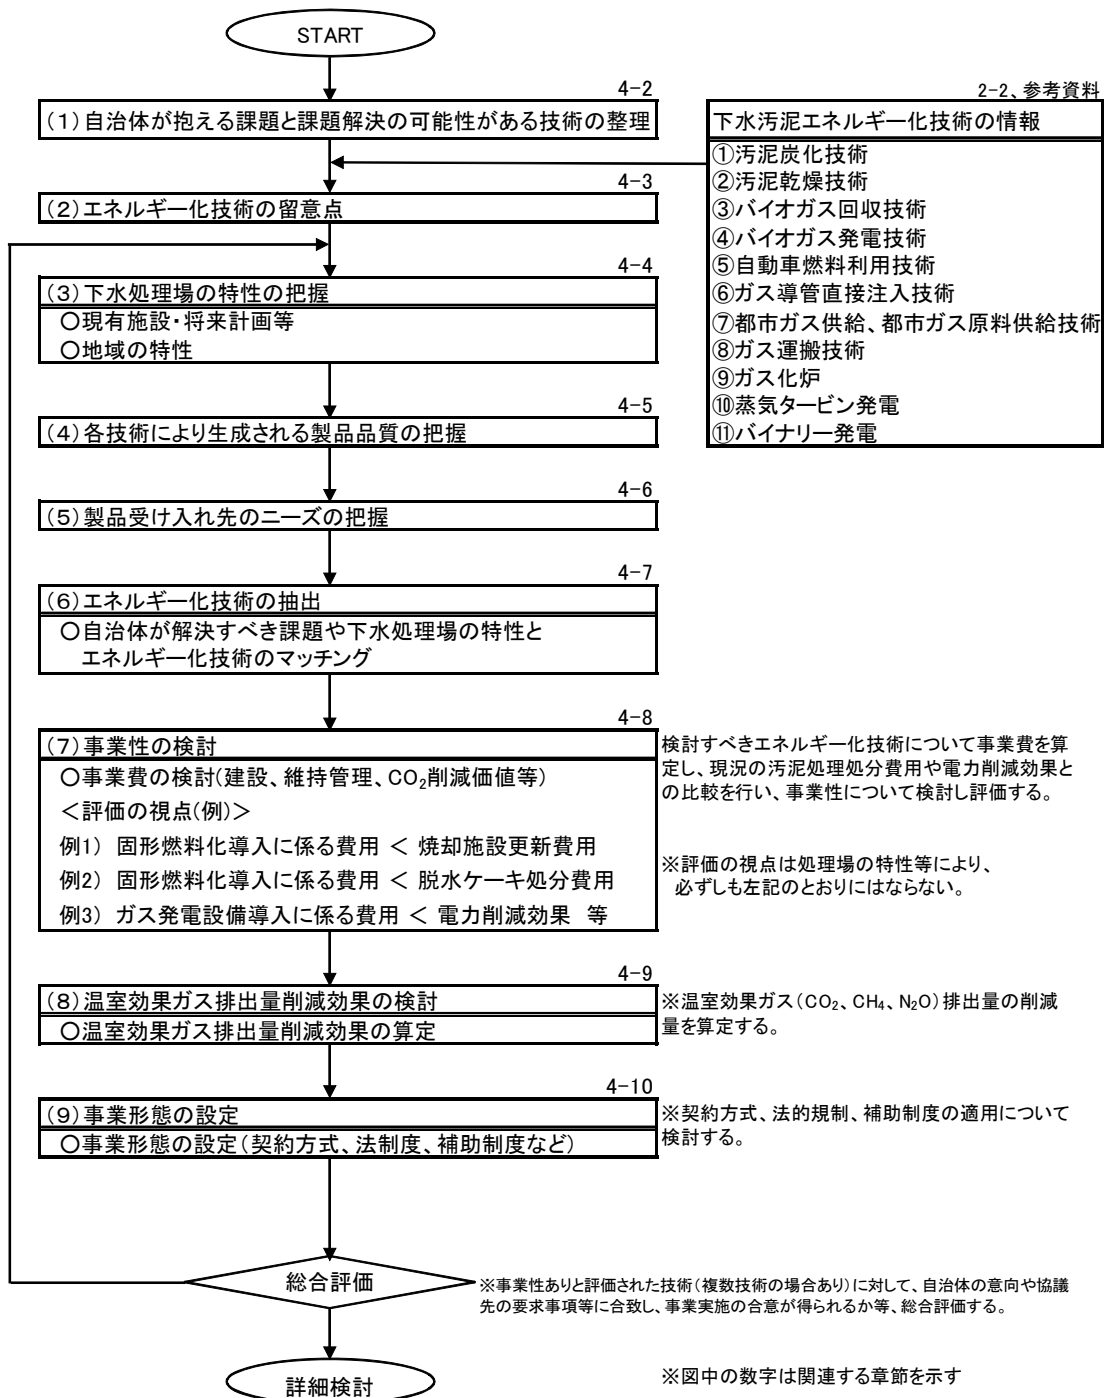 START
4-2
(1)自治体が抱える課題と課題解決の可能性がある技術の整理
2-2、参考資料
下水汚泥エネルギー化技術の情報
①汚泥炭化技術
②汚泥乾燥技術
③バイオガス回収技術
④バイオガス発電技術
⑤自動車燃料利用技術
⑥ガス導管直接注入技術
⑦都市ガス供給、都市ガス原料供給技術
⑧ガス運搬技術
⑨ガス化炉
⑩蒸気タービン発電
⑪バイナリー発電
4-3
(2)エネルギー化技術の留意点
4-4
(3)下水処理場の特性の把握
○現有施設・将来計画等
○地域の特性
4-5
(4)各技術により生成される製品品質の把握
4-6
(5)製品受け入れ先のニーズの把握
4-7
(6)エネルギー化技術の抽出
○自治体が解決すべき課題や下水処理場の特性と
エネルギー化技術のマッチング
4-8
(7)事業性の検討
○事業費の検討(建設、維持管理、CO₂削減価値等)
<評価の視点(例)>
例1) 固形燃料化導入に係る費用 < 焼却施設更新費用
例2) 固形燃料化導入に係る費用 < 脱水ケーキ処分費用
例3) ガス発電設備導入に係る費用 < 電力削減効果 等
検討すべきエネルギー化技術について事業費を算
定し、現況の汚泥処理処分費用や電力削減効果と
の比較を行い、事業性について検討し評価する。
※評価の視点は処理場の特性等により、
必ずしも左記のとおりにはならない。
4-9
(8)温室効果ガス排出量削減効果の検討
○温室効果ガス排出量削減効果の算定
※温室効果ガス(CO₂、CH₄、N₂O)排出量の削減
量を算定する。
4-10
(9)事業形態の設定
○事業形態の設定(契約方式、法制度、補助制度など)
※契約方式、法的規制、補助制度の適用について
検討する。
総合評価
※事業性ありと評価された技術(複数技術の場合あり)に対して、自治体の意向や協議
先の要求事項等に合致し、事業実施の合意が得られるか等、総合評価する。
詳細検討
※図中の数字は関連する章節を示す